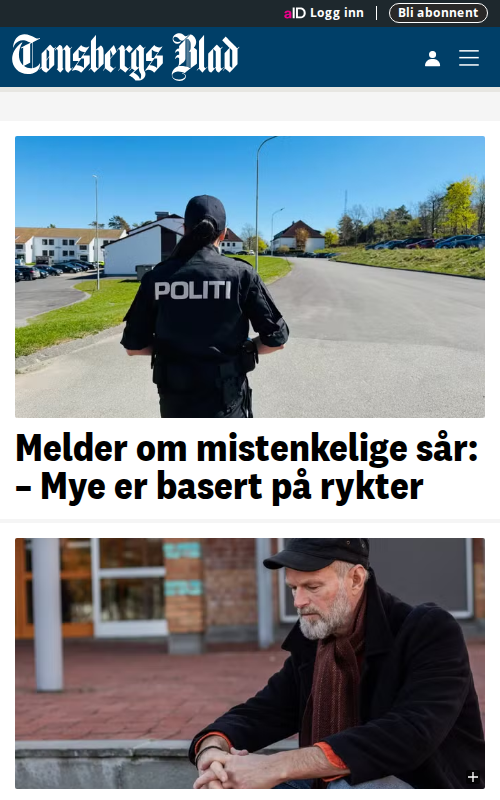 aID Logg inn
Bli abonnent
Tønsbergs Blad
POLITI
Melder om mistenkelige sår:
– Mye er basert på rykter